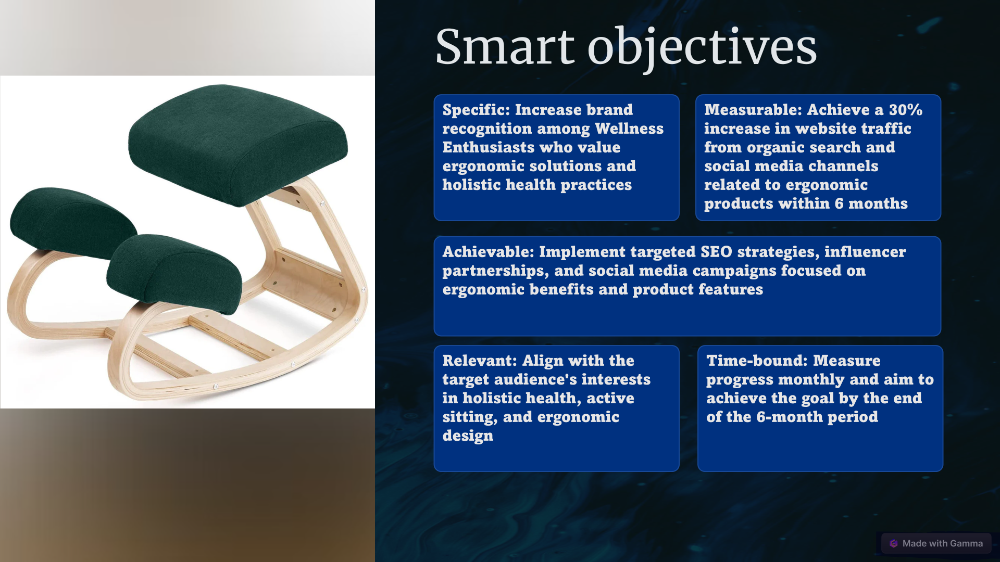 Smart objectives
Specific: Increase brand
recognition among Wellness
Enthusiasts who value
ergonomic solutions and
holistic health practices
Measurable: Achieve a 30%
increase in website traffic
from organic search and
social media channels
related to ergonomic
products within 6 months
Achievable: Implement targeted SEO strategies, influencer
partnerships, and social media campaigns focused on
ergonomic benefits and product features
Relevant: Align with the
target audience's interests
in holistic health, active
sitting, and ergonomic
design
Time-bound: Measure
progress monthly and aim to
achieve the goal by the end
of the 6-month period
Made with Gamma